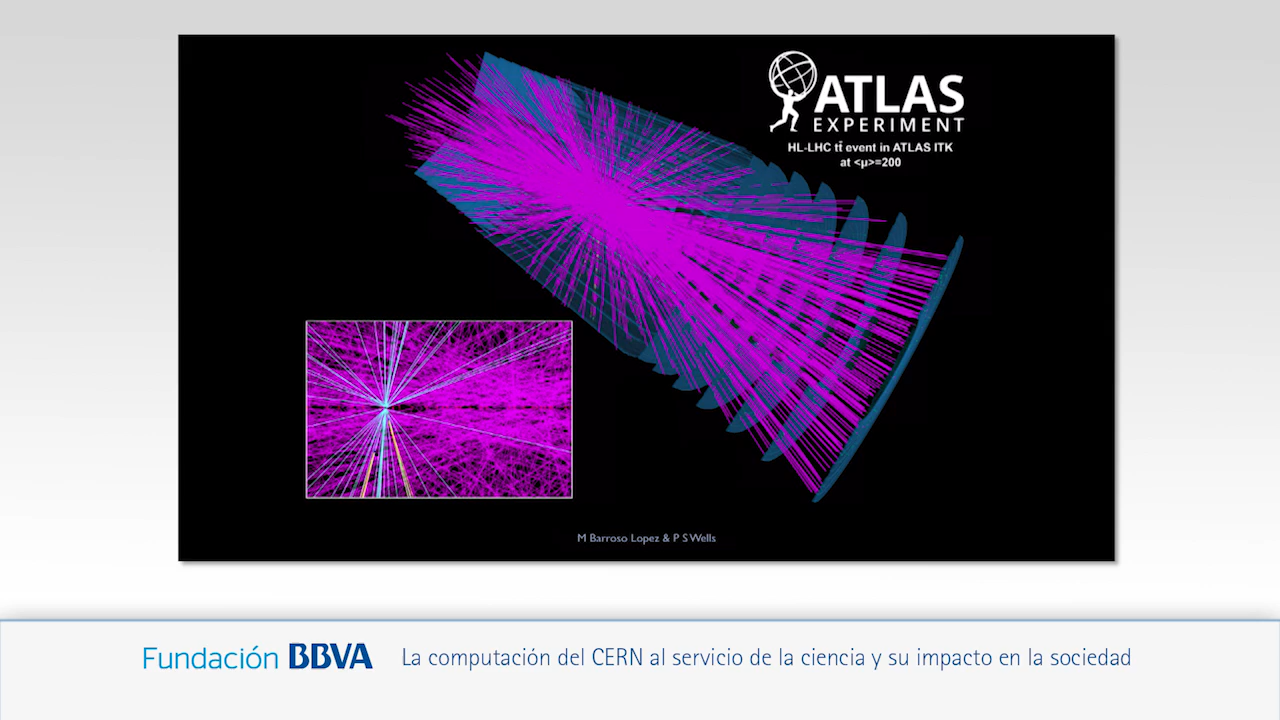 ATLAS
EXPERIMENT
HL-LHC tt̄ event in ATLAS ITK
at <μ>=200
M Barroso Lopez & P S Wells
Fundación BBVA La computación del CERN al servicio de la ciencia y su impacto en la sociedad